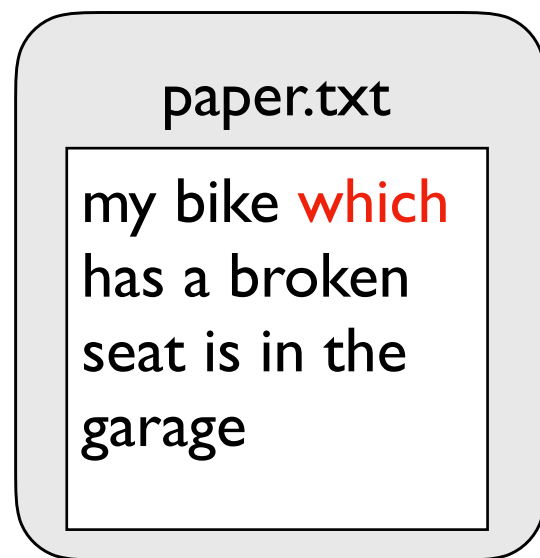 paper.txt
my bike which
has a broken
seat is in the
garage